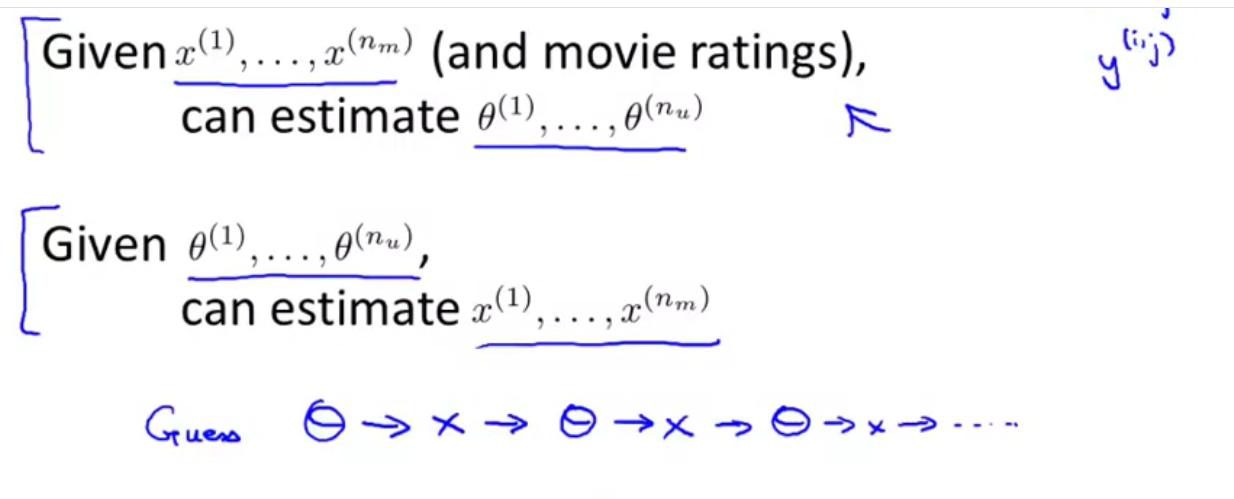 Given x^(1), ..., x^(n_m) (and movie ratings),
y^(i,j)
can estimate θ^(1), ..., θ^(n_u)
Given θ^(1), ..., θ^(n_u),
can estimate x^(1), ..., x^(n_m)
Guess Θ → x → Θ → x → Θ → x → .....